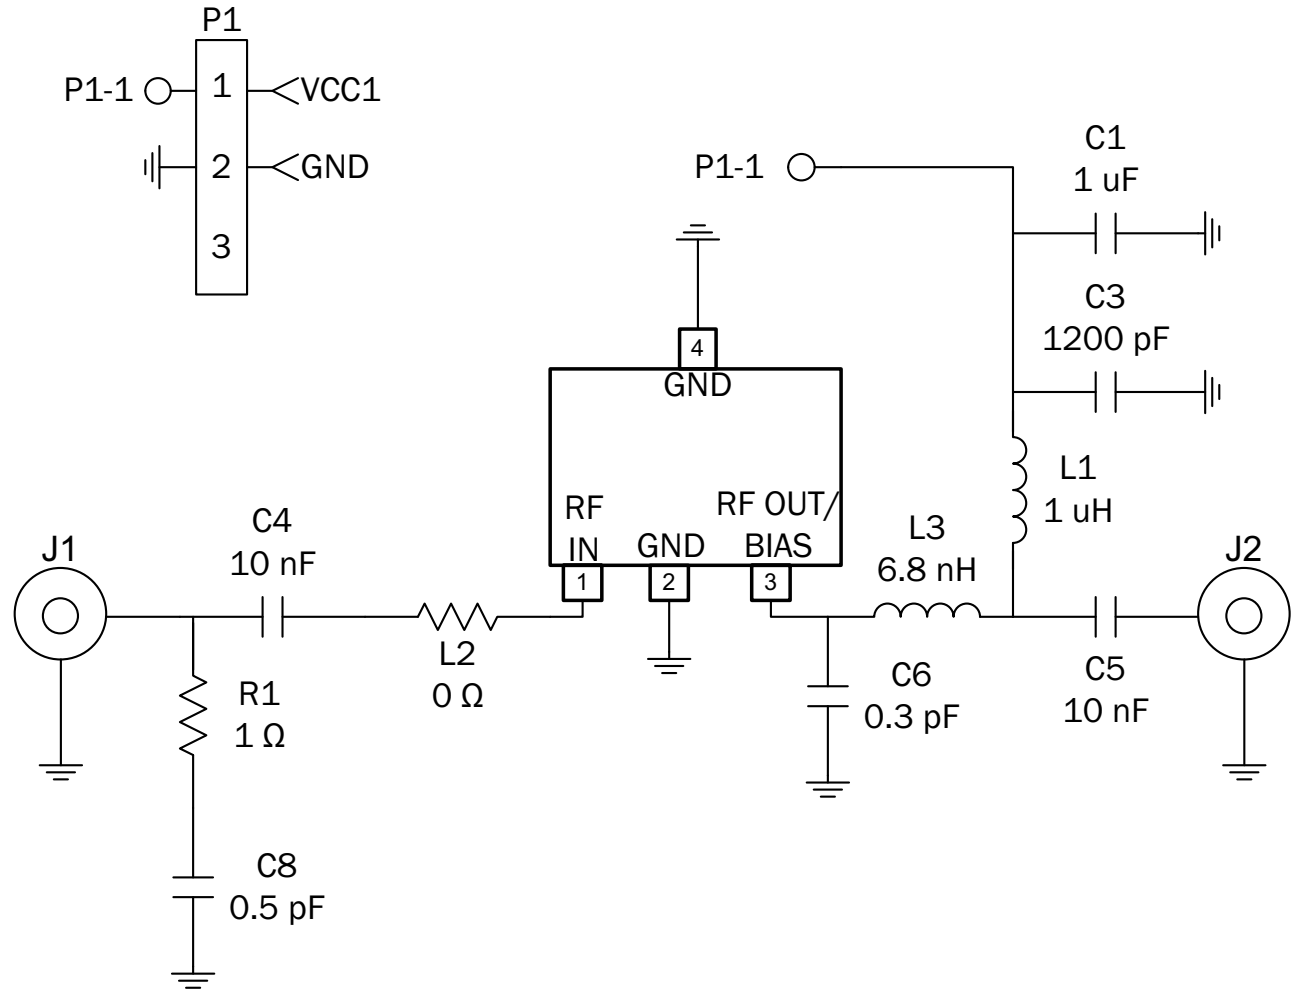 P1
P1-1
1
VCC1
2
GND
3
P1-1
C1
1 uF
C3
1200 pF
4
GND
RF
IN
GND
RF OUT/
BIAS
1
2
3
L1
1 uH
L3
6.8 nH
J1
C4
10 nF
L2
0 Ω
R1
1 Ω
C8
0.5 pF
C6
0.3 pF
C5
10 nF
J2